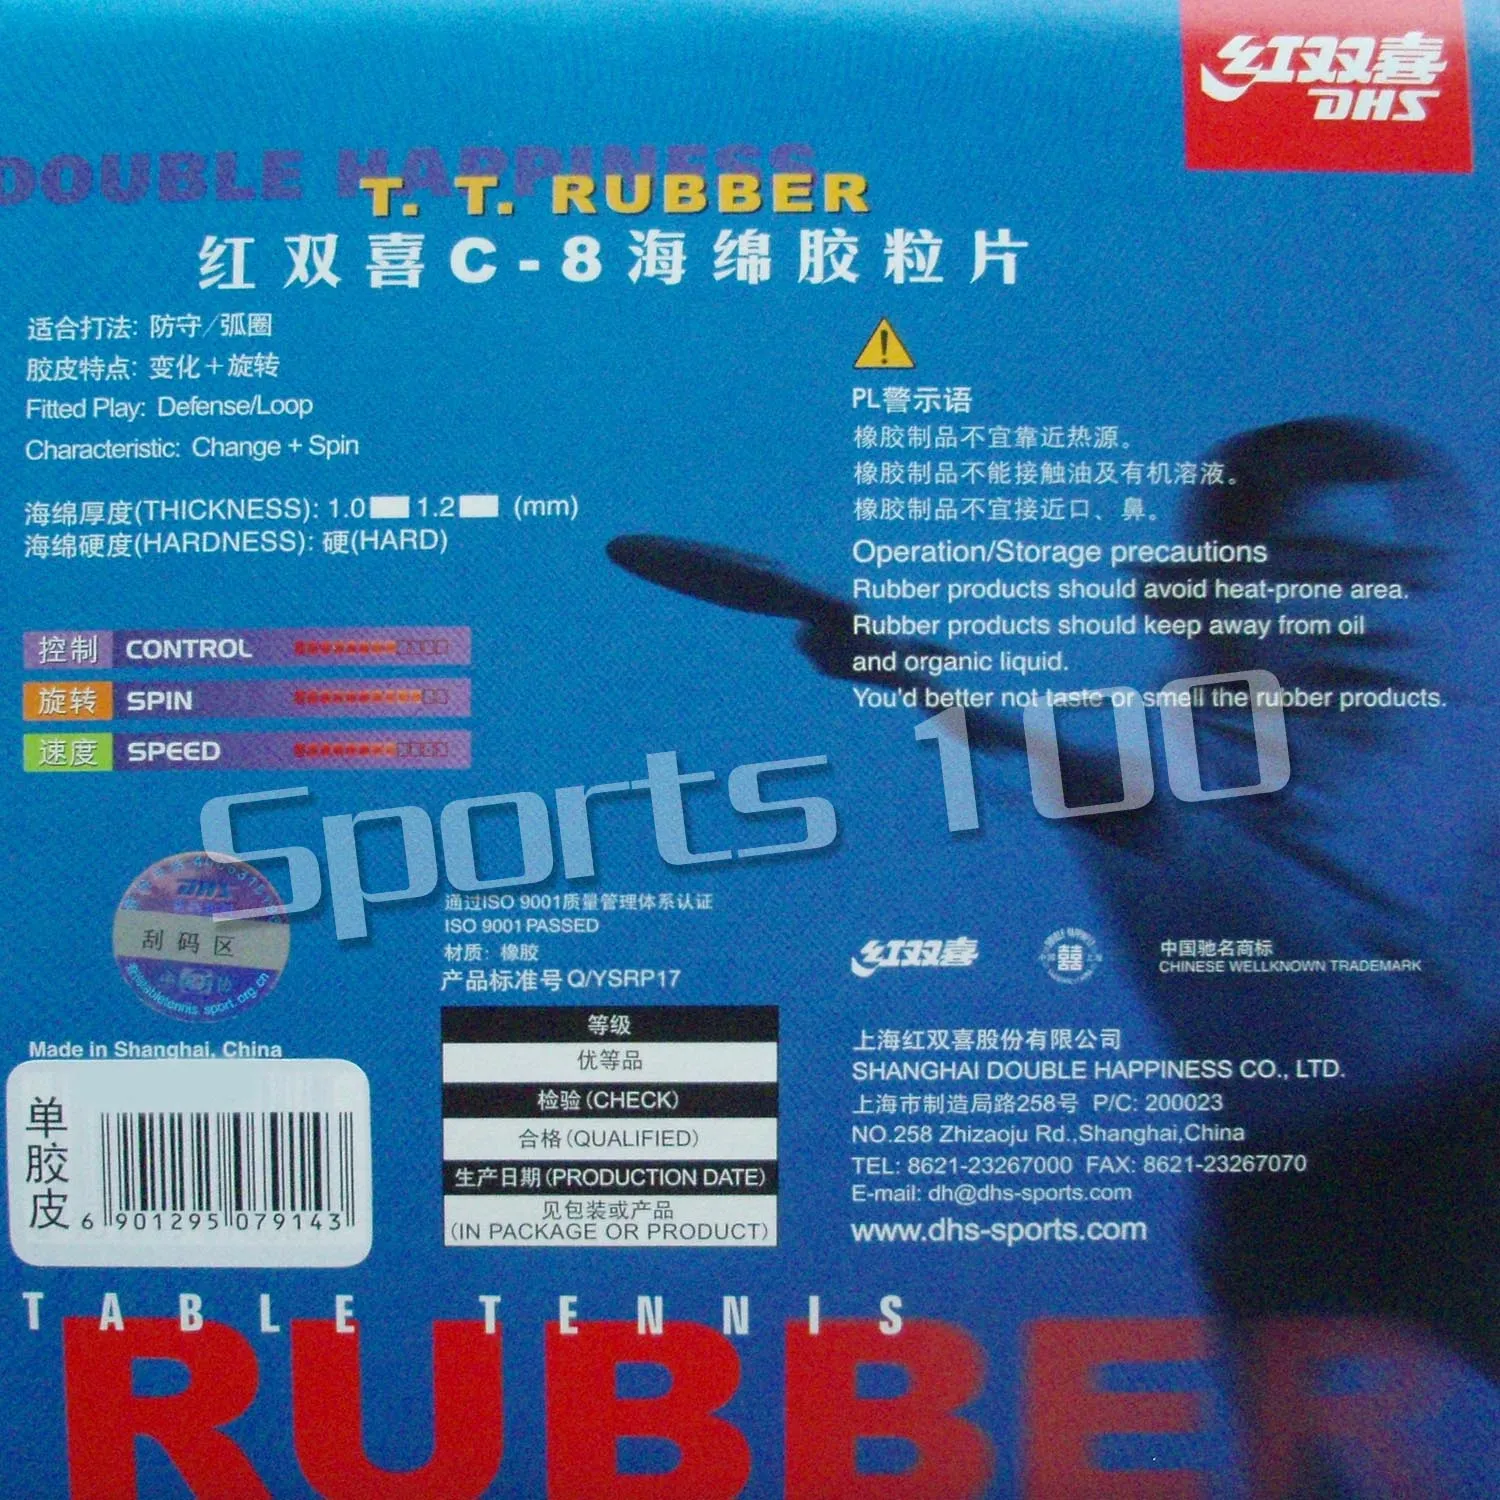 红双喜
DHS
DOUBLE HAPPINESS
T. T. RUBBER
红双喜C-8海绵胶粒片
适合打法: 防守/弧圈
胶皮特点: 变化+旋转
Fitted Play: Defense/Loop
Characteristic: Change + Spin
海绵厚度(THICKNESS): 1.0 1.2 (mm)
海绵硬度(HARDNESS): 硬(HARD)
控制 CONTROL
旋转 SPIN
速度 SPEED
PL警示语
橡胶制品不宜靠近热源。
橡胶制品不能接触油及有机溶液。
橡胶制品不宜接近口、鼻。
Operation/Storage precautions
Rubber products should avoid heat-prone area.
Rubber products should keep away from oil
and organic liquid.
You'd better not taste or smell the rubber products.
Sports 100
DHS
刮码区
通过ISO 9001质量管理体系认证
ISO 9001 PASSED
材质: 橡胶
产品标准号 Q/YSRP17
红双喜
中国驰名商标
CHINESE WELLKNOWN TRADEMARK
Made in Shanghai, China
单胶皮
6 901295 079143
等级
优等品
检验(CHECK)
合格(QUALIFIED)
生产日期(PRODUCTION DATE)
见包装或产品
(IN PACKAGE OR PRODUCT)
上海红双喜股份有限公司
SHANGHAI DOUBLE HAPPINESS CO., LTD.
上海市制造局路258号 P/C: 200023
NO.258 Zhizaoju Rd.,Shanghai,China
TEL: 8621-23267000 FAX: 8621-23267070
E-mail: dh@dhs-sports.com
www.dhs-sports.com
TABLE TENNIS
RUBBER